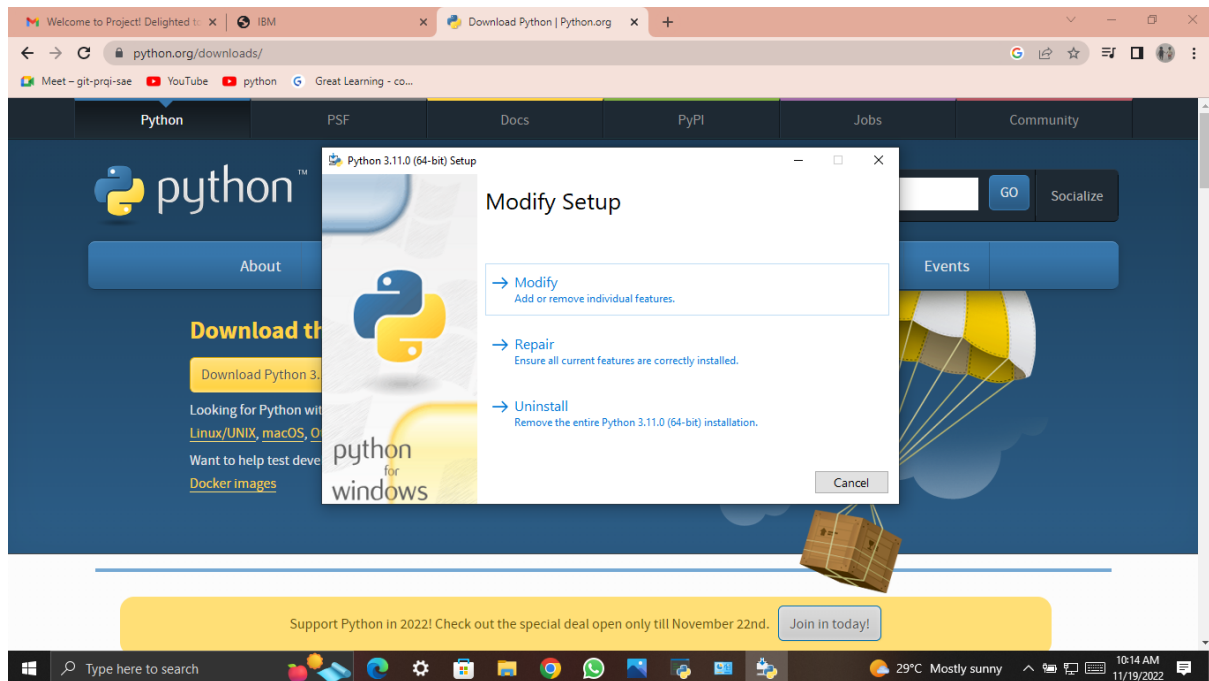 Welcome to Project! Delighted to
IBM
Download Python | Python.org
python.org/downloads/
Meet – git-prqi-sae
YouTube
python
Great Learning - co...
Python
PSF
Docs
PyPI
Jobs
Community
python™
GO
Socialize
About
Events
Download th
Download Python 3.
Looking for Python wit
Linux/UNIX, macOS, O
Want to help test deve
Docker images
Python 3.11.0 (64-bit) Setup
Modify Setup
Modify
Add or remove individual features.
Repair
Ensure all current features are correctly installed.
Uninstall
Remove the entire Python 3.11.0 (64-bit) installation.
python
for
windows
Cancel
Support Python in 2022! Check out the special deal open only till November 22nd.
Join in today!
Type here to search
29°C Mostly sunny
10:14 AM
11/19/2022